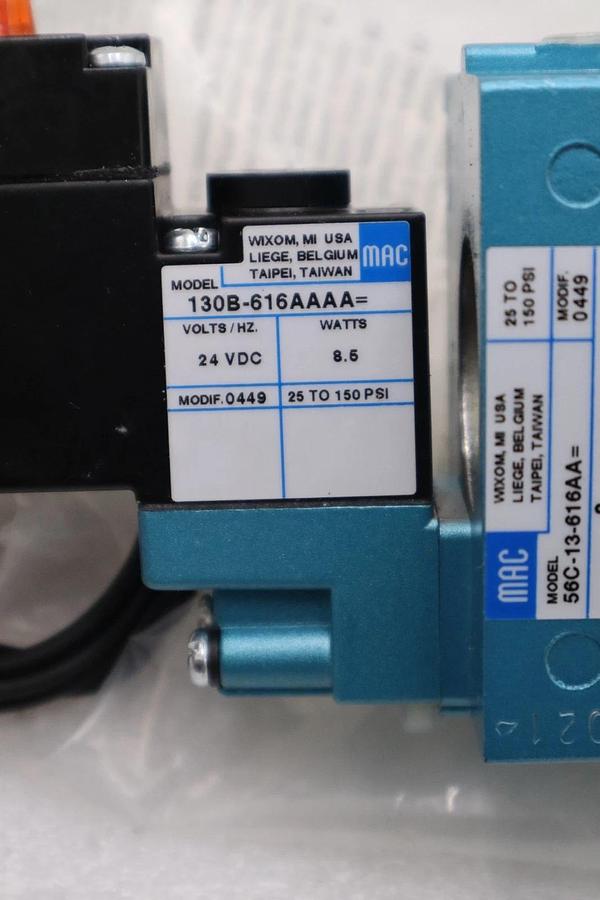 WIXOM, MI USA
LIEGE, BELGIUM
TAIPEI, TAIWAN
MAC
MODEL
130B-616AAAA=
VOLTS/HZ.
WATTS
24 VDC
8.5
MODIF. 0449
25 TO 150 PSI
MAC
WIXOM, MI USA
LIEGE, BELGIUM
TAIPEI, TAIWAN
25 TO
150 PSI
MODEL
56C-13-616AA=
MODIF.
0449